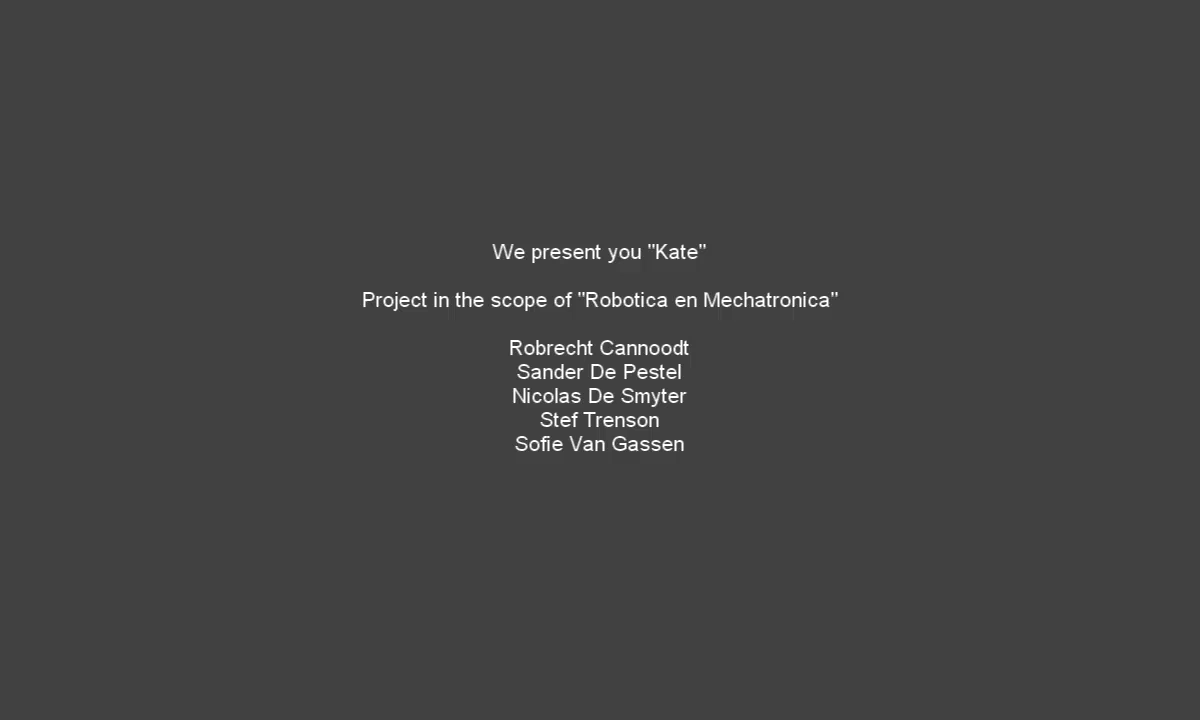 We present you "Kate"
Project in the scope of "Robotica en Mechatronica"
Robrecht Cannoodt
Sander De Pestel
Nicolas De Smyter
Stef Trenson
Sofie Van Gassen